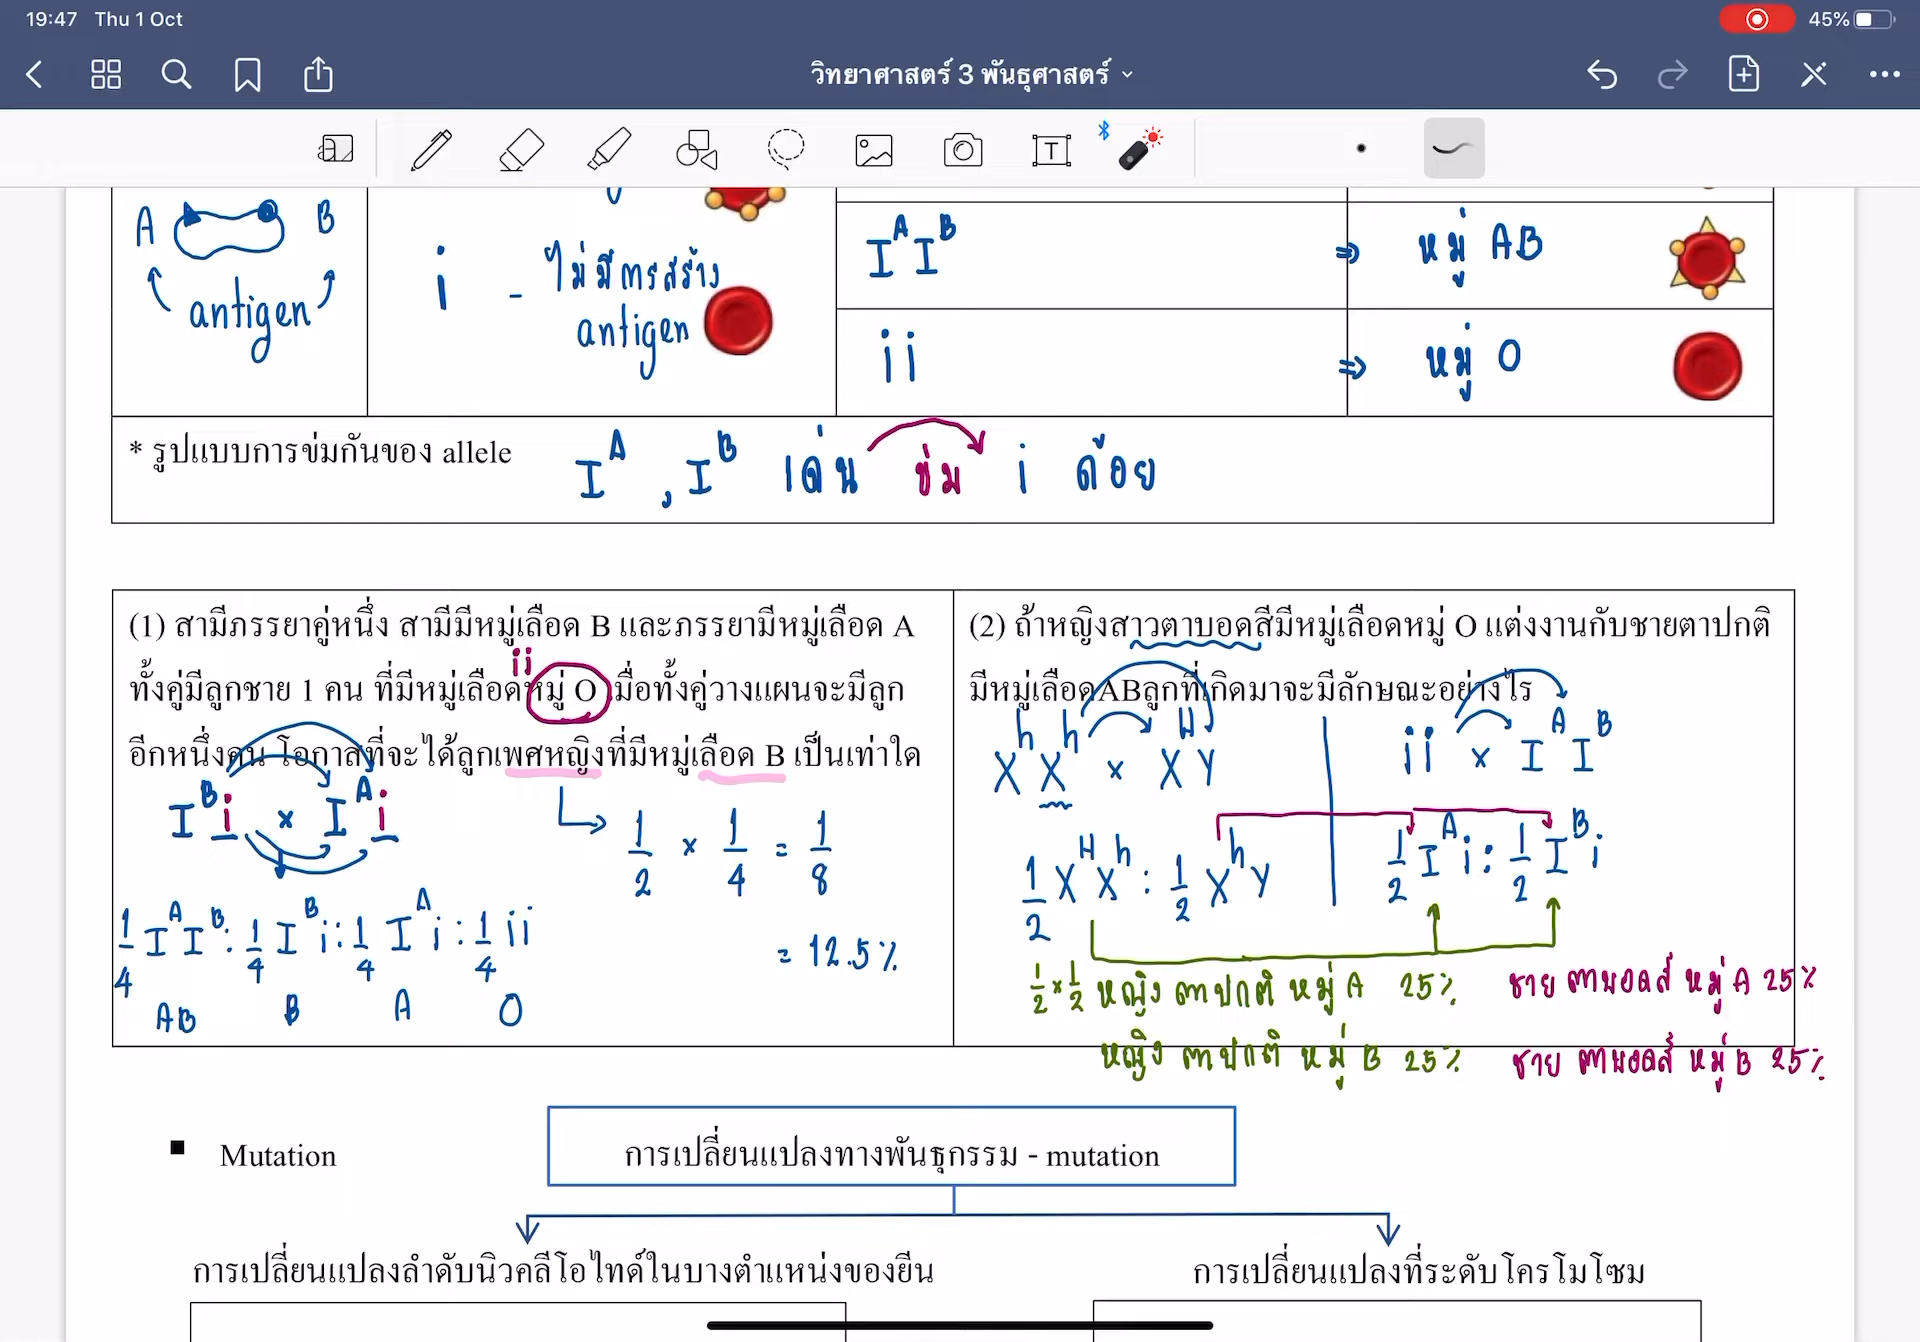 19:47 Thu 1 Oct
45%
วิทยาศาสตร์ 3 พันธุศาสตร์
A B
antigen
i - ไม่มีการสร้าง
antigen
I^A I^B ⇒ หมู่ AB
ii ⇒ หมู่ O
* รูปแบบการข่มกันของ allele I^A , I^B เด่น ข่ม i ด้อย
(1) สามีภรรยาคู่หนึ่ง สามีมีหมู่เลือด B และภรรยามีหมู่เลือด A
ii
ทั้งคู่มีลูกชาย 1 คน ที่มีหมู่เลือดหมู่ O มื่อทั้งคู่วางแผนจะมีลูก
อีกหนึ่งคน โอกาสที่จะได้ลูกเพศหญิงที่มีหมู่เลือด B เป็นเท่าใด
I^B i × I^A i
1/2 × 1/4 = 1/8
1/4 I^A I^B : 1/4 I^B i : 1/4 I^A i : 1/4 ii
= 12.5%
AB B A O
(2) ถ้าหญิงสาวตาบอดสีมีหมู่เลือดหมู่ O แต่งงานกับชายตาปกติ
มีหมู่เลือดABลูกที่เกิดมาจะมีลักษณะอย่างไร
X^h X^h × X^H Y
ii × I^A I^B
1/2 X^H X^h : 1/2 X^h Y
1/2 I^A i : 1/2 I^B i
1/2 × 1/2 หญิง ตาปกติ หมู่ A 25% ชาย ตาบอดสี หมู่ A 25%
หญิง ตาปกติ หมู่ B 25% ชาย ตาบอดสี หมู่ B 25%
▪ Mutation
การเปลี่ยนแปลงทางพันธุกรรม - mutation
การเปลี่ยนแปลงลำดับนิวคลีโอไทด์ในบางตำแหน่งของยีน
การเปลี่ยนแปลงที่ระดับโครโมโซม